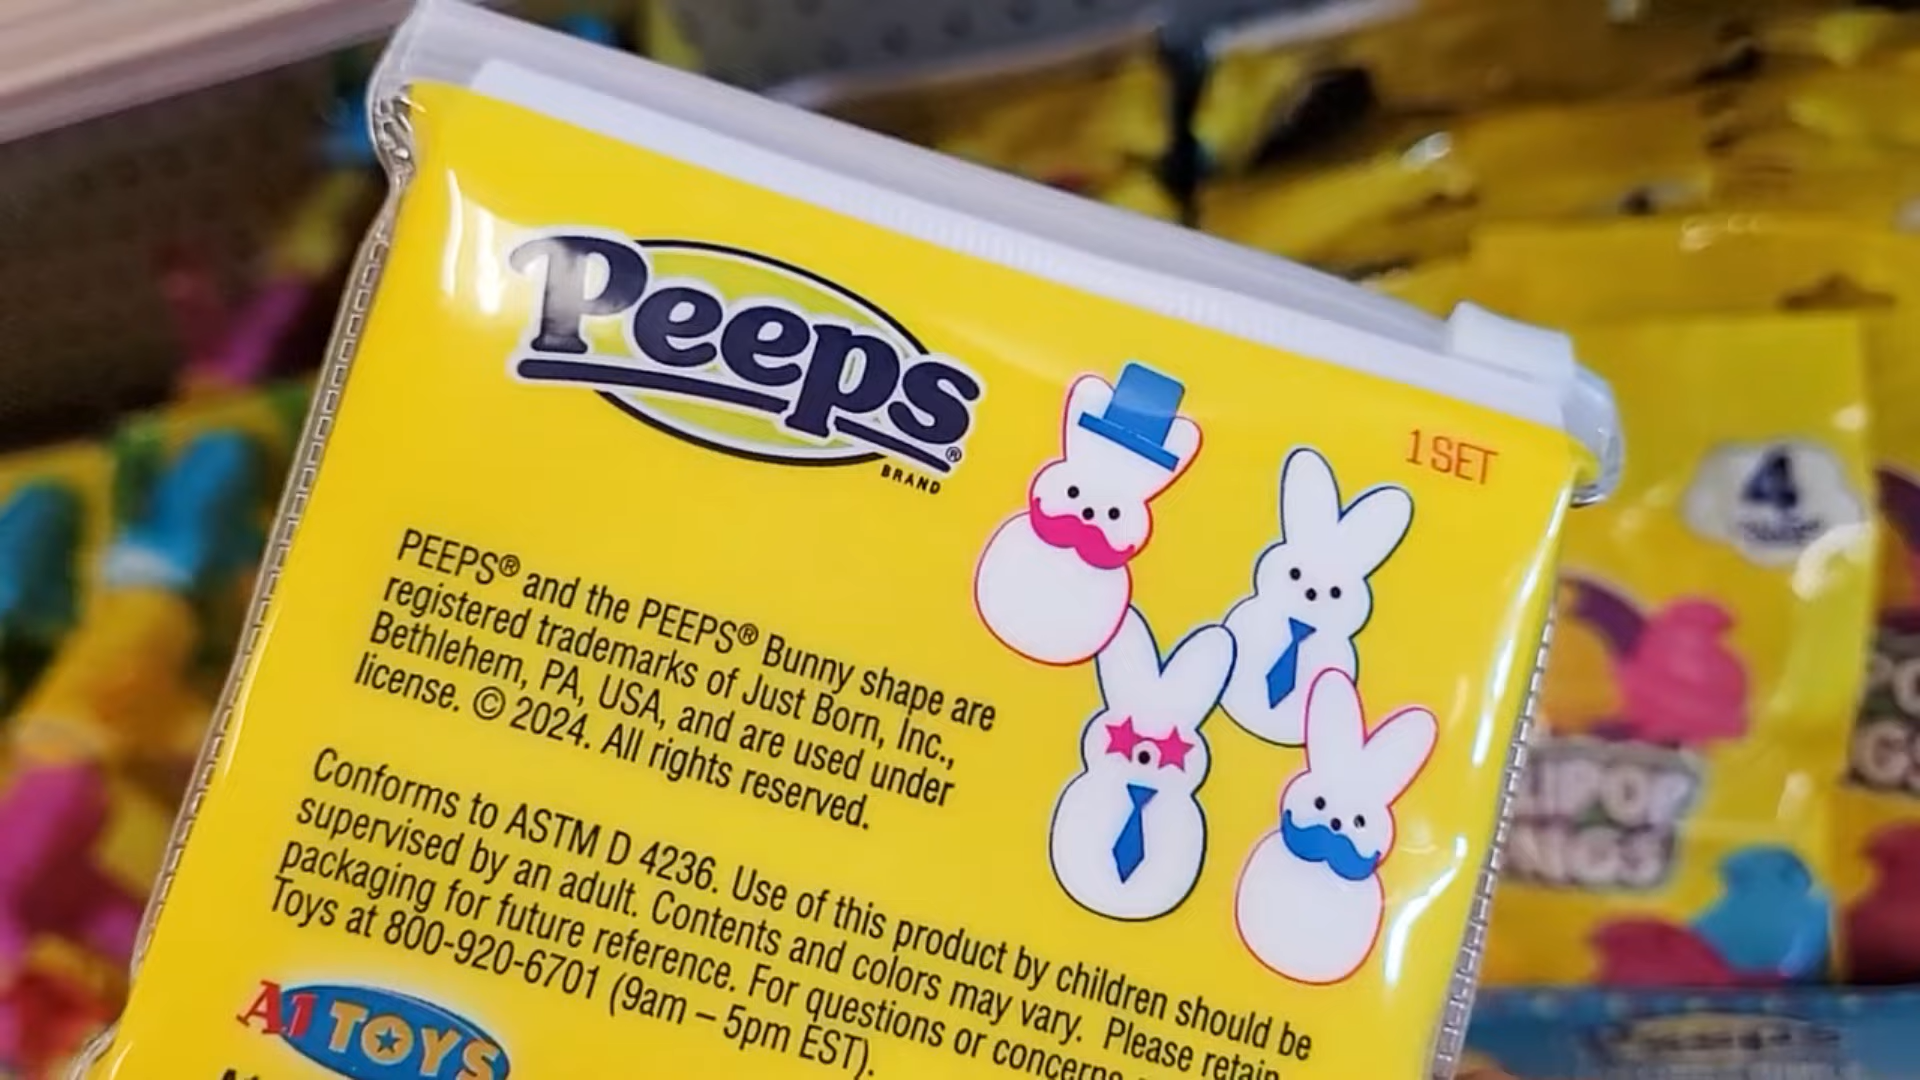 Peeps®
BRAND
1 SET
PEEPS® and the PEEPS® Bunny shape are
registered trademarks of Just Born, Inc.,
Bethlehem, PA, USA, and are used under
license. © 2024. All rights reserved.
Conforms to ASTM D 4236. Use of this product by children should be
supervised by an adult. Contents and colors may vary. Please retain
packaging for future reference. For questions or concerns
Toys at 800-920-6701 (9am – 5pm EST).
A1 TOYS
4